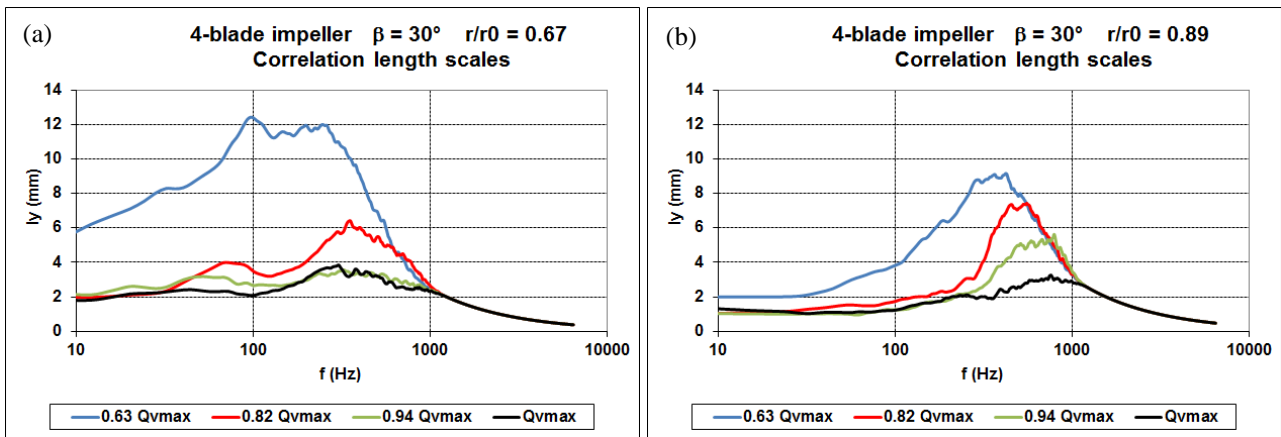 (a)
4-blade impeller β = 30° r/r0 = 0.67
Correlation length scales
14
12
10
8
6
4
2
0
ly (mm)
10 100 1000 10000
f (Hz)
0.63 Qvmax 0.82 Qvmax 0.94 Qvmax Qvmax
(b)
4-blade impeller β = 30° r/r0 = 0.89
Correlation length scales
14
12
10
8
6
4
2
0
ly (mm)
10 100 1000 10000
f (Hz)
0.63 Qvmax 0.82 Qvmax 0.94 Qvmax Qvmax